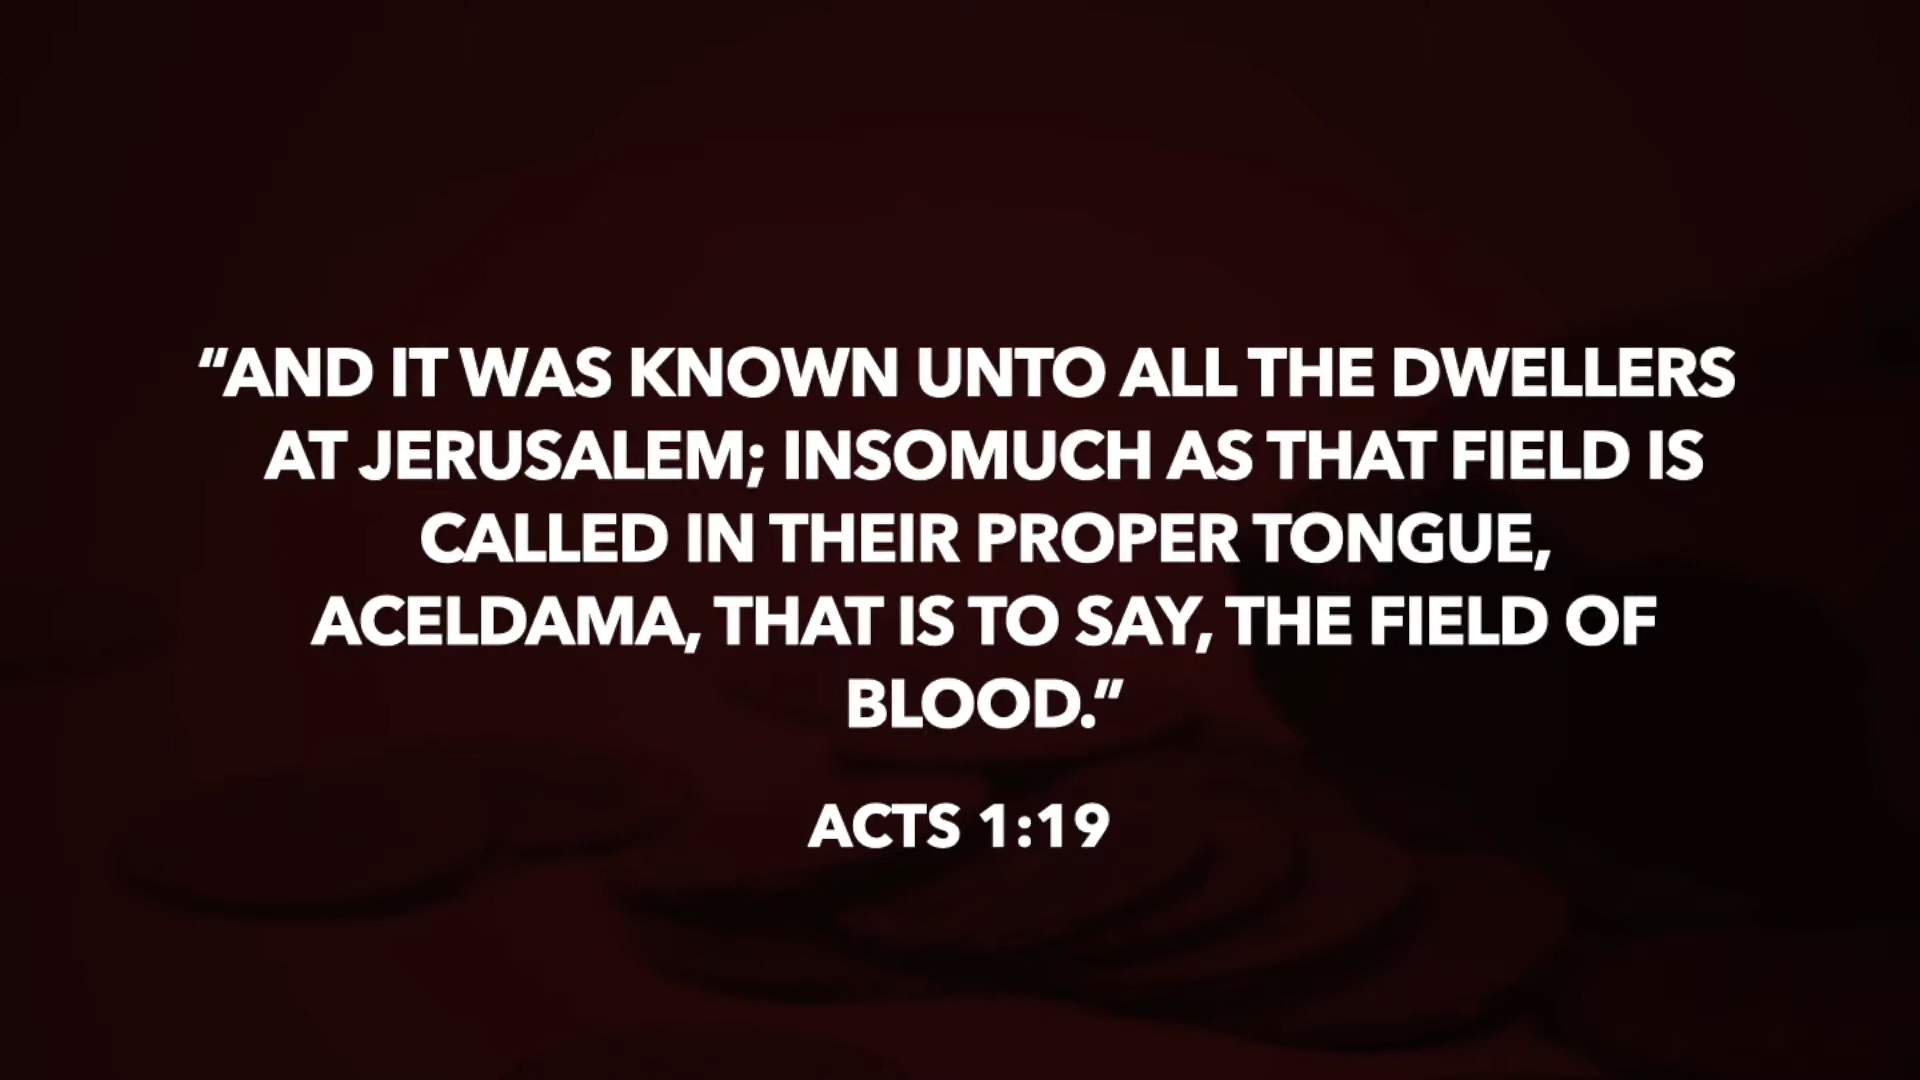 “AND IT WAS KNOWN UNTO ALL THE DWELLERS
AT JERUSALEM; INSOMUCH AS THAT FIELD IS
CALLED IN THEIR PROPER TONGUE,
ACELDAMA, THAT IS TO SAY, THE FIELD OF
BLOOD.”
ACTS 1:19